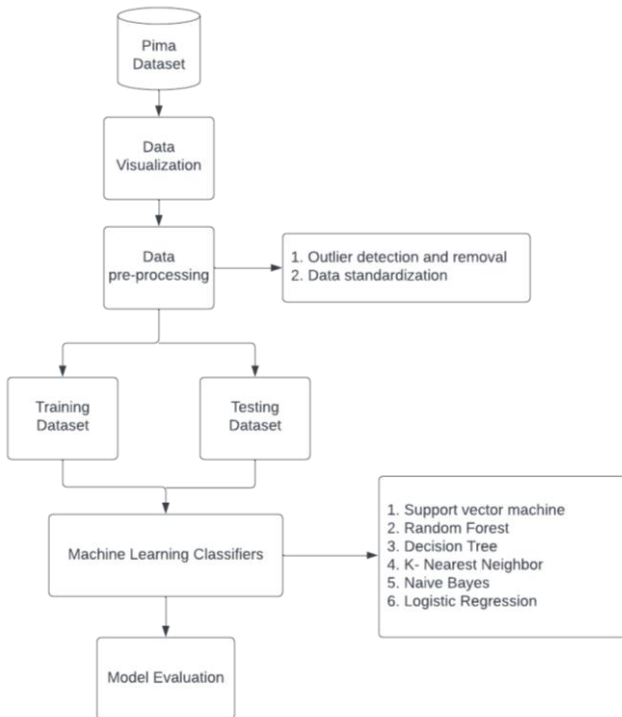 Pima
Dataset
Data
Visualization
Data
pre-processing
1. Outlier detection and removal
2. Data standardization
Training
Dataset
Testing
Dataset
Machine Learning Classifiers
1. Support vector machine
2. Random Forest
3. Decision Tree
4. K- Nearest Neighbor
5. Naive Bayes
6. Logistic Regression
Model Evaluation